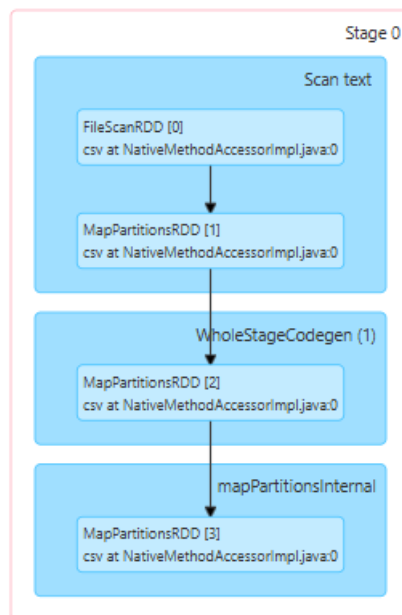 Stage 0
Scan text
FileScanRDD [0]
csv at NativeMethodAccessorImpl.java:0
MapPartitionsRDD [1]
csv at NativeMethodAccessorImpl.java:0
WholeStageCodegen (1)
MapPartitionsRDD [2]
csv at NativeMethodAccessorImpl.java:0
mapPartitionsInternal
MapPartitionsRDD [3]
csv at NativeMethodAccessorImpl.java:0